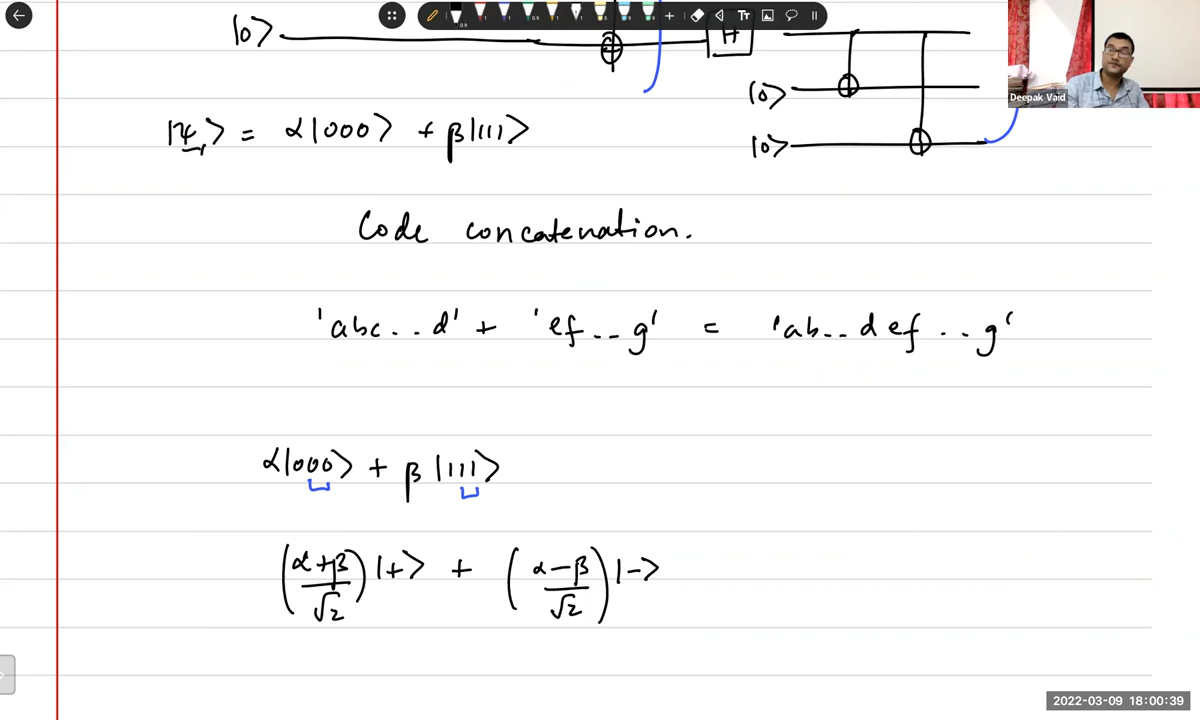 |0⟩ H
Deepak Vaid
|0⟩
|ψ⟩ = α|000⟩ + β|111⟩
|0⟩
Code concatenation.
'abc..d' + 'ef..g' = 'ab..def..g'
α|000⟩ + β|111⟩
(α+β/√2)|+⟩ + (α-β/√2)|-⟩
2022-03-09 18:00:39